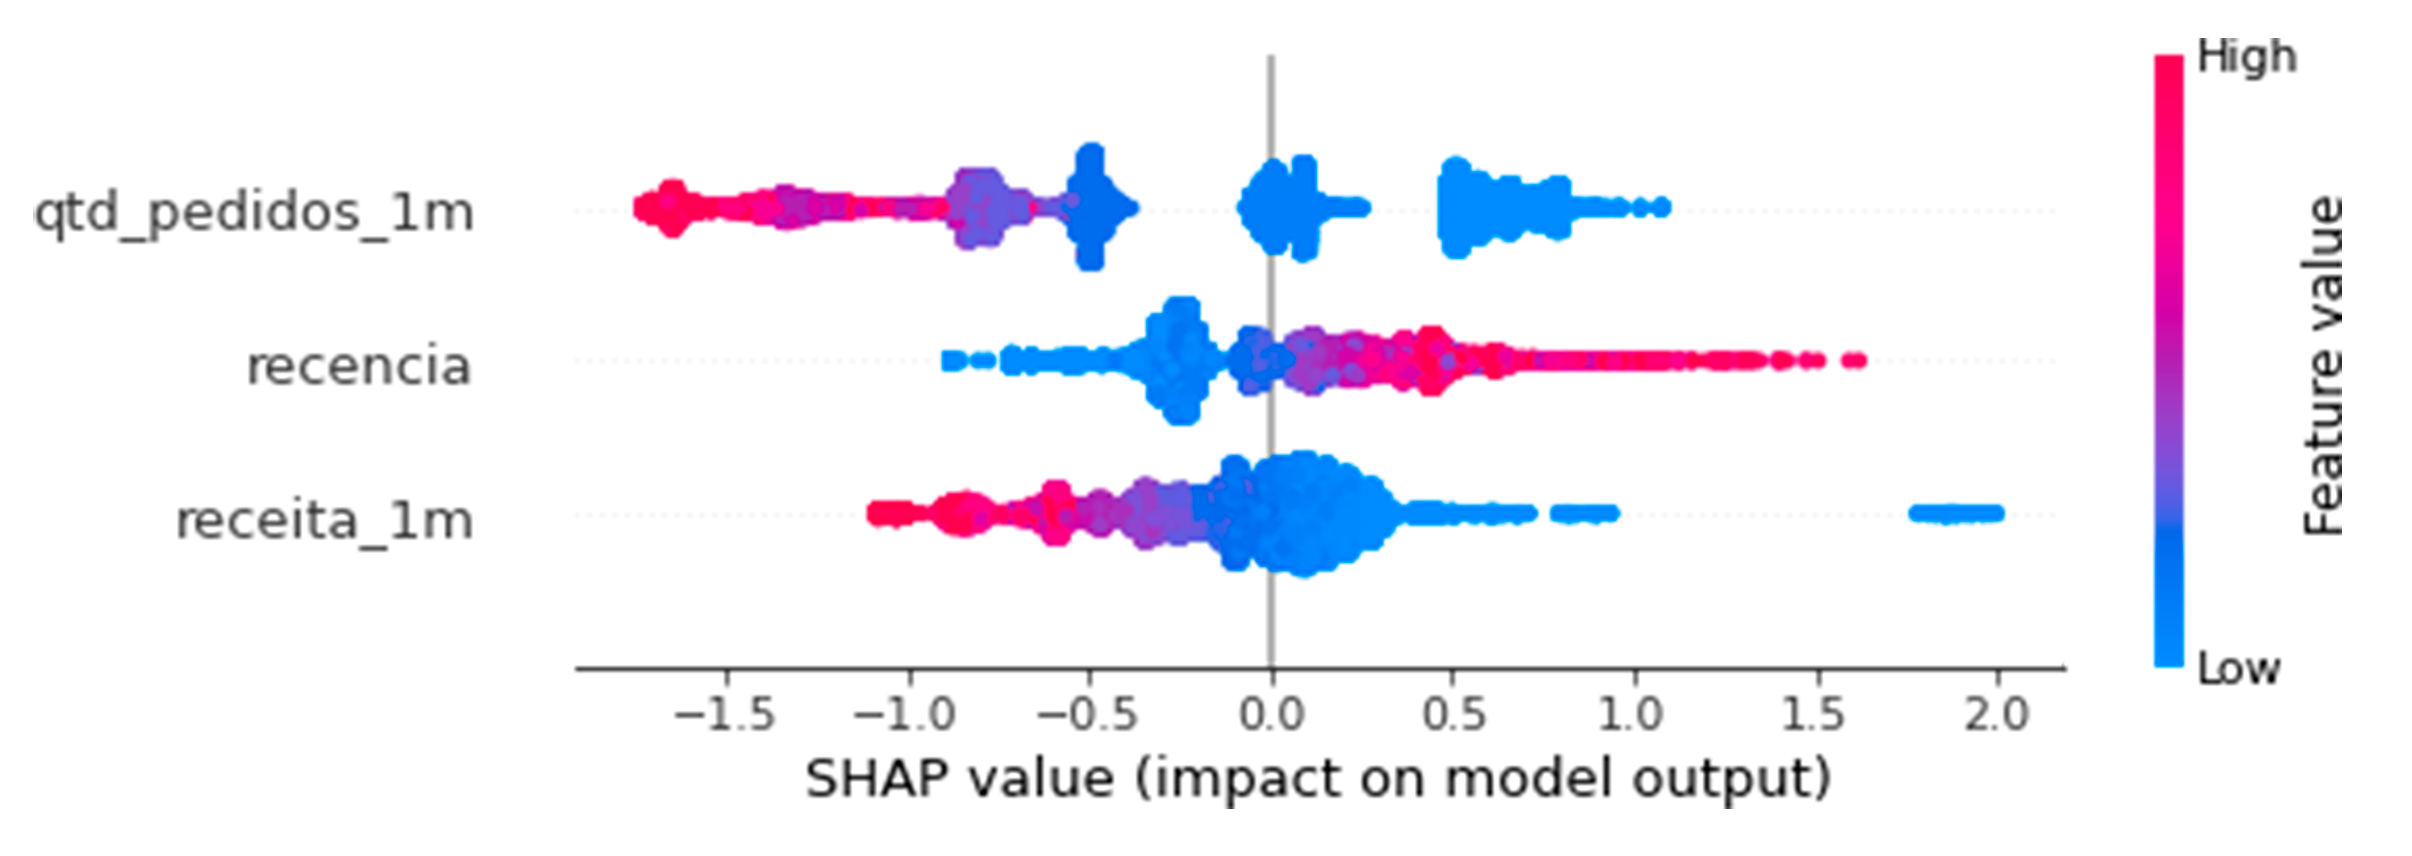 High
qtd_pedidos_1m
recencia
receita_1m
Feature value
Low
−1.5 −1.0 −0.5 0.0 0.5 1.0 1.5 2.0
SHAP value (impact on model output)